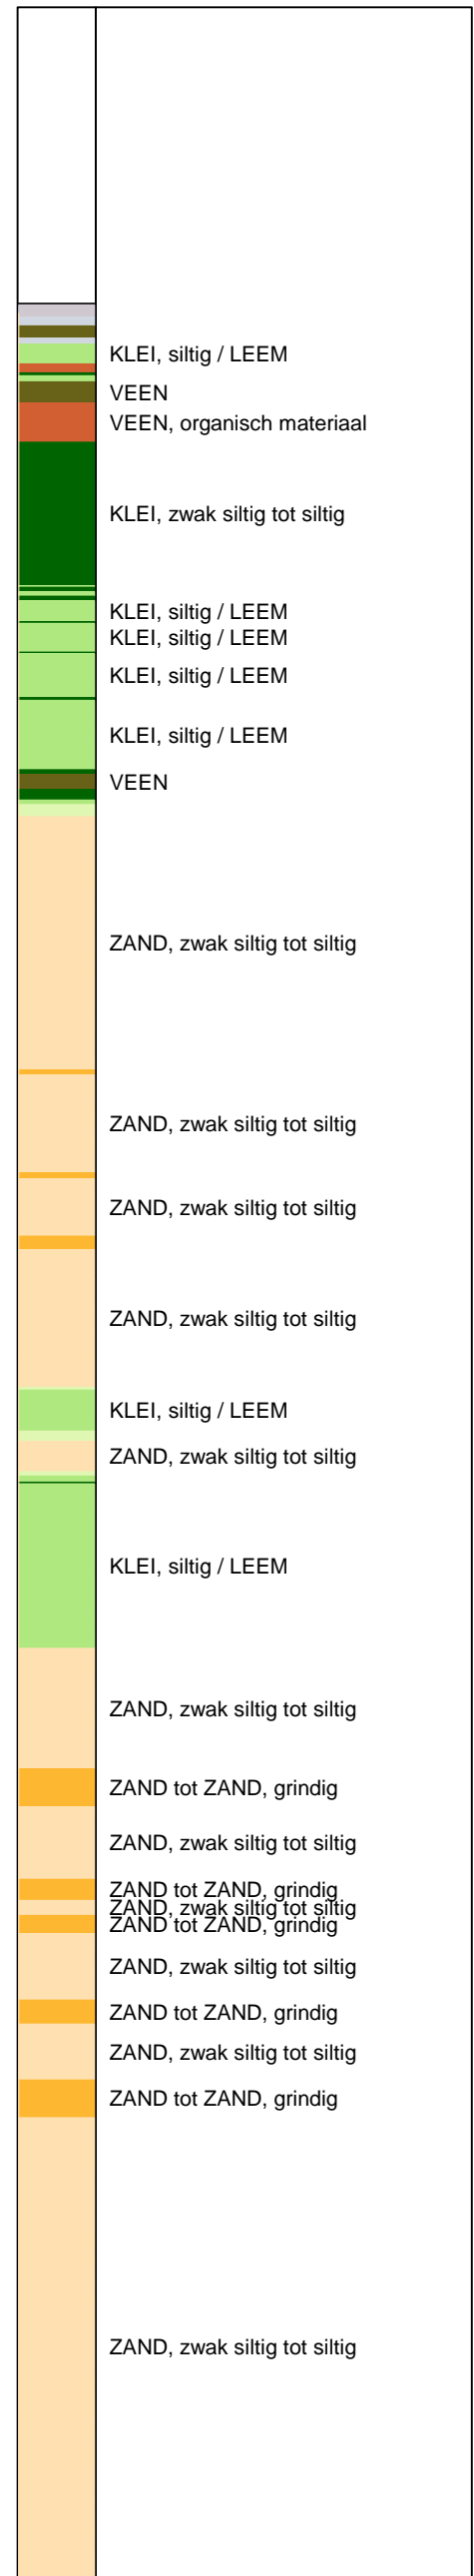 KLEI, siltig / LEEM
VEEN
VEEN, organisch materiaal
KLEI, zwak siltig tot siltig
KLEI, siltig / LEEM
KLEI, siltig / LEEM
KLEI, siltig / LEEM
KLEI, siltig / LEEM
VEEN
ZAND, zwak siltig tot siltig
ZAND, zwak siltig tot siltig
ZAND, zwak siltig tot siltig
ZAND, zwak siltig tot siltig
KLEI, siltig / LEEM
ZAND, zwak siltig tot siltig
KLEI, siltig / LEEM
ZAND, zwak siltig tot siltig
ZAND tot ZAND, grindig
ZAND, zwak siltig tot siltig
ZAND tot ZAND, grindig
ZAND, zwak siltig tot siltig
ZAND tot ZAND, grindig
ZAND, zwak siltig tot siltig
ZAND tot ZAND, grindig
ZAND, zwak siltig tot siltig
ZAND tot ZAND, grindig
ZAND, zwak siltig tot siltig